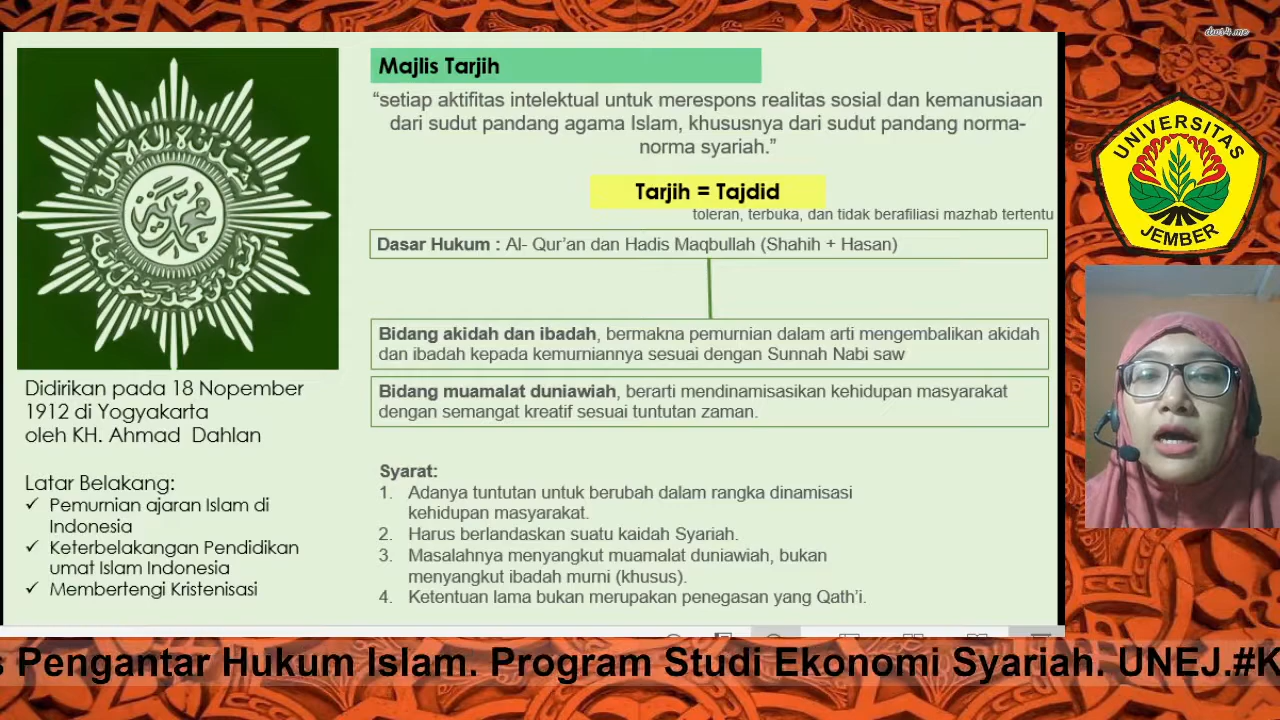 dws4.me
Majlis Tarjih
“setiap aktifitas intelektual untuk merespons realitas sosial dan kemanusiaan
dari sudut pandang agama Islam, khususnya dari sudut pandang norma-
norma syariah.”
Tarjih = Tajdid
toleran, terbuka, dan tidak berafiliasi mazhab tertentu
Dasar Hukum : Al- Qur’an dan Hadis Maqbullah (Shahih + Hasan)
Bidang akidah dan ibadah, bermakna pemurnian dalam arti mengembalikan akidah
dan ibadah kepada kemurniannya sesuai dengan Sunnah Nabi saw
Bidang muamalat duniawiah, berarti mendinamisasikan kehidupan masyarakat
dengan semangat kreatif sesuai tuntutan zaman.
Syarat:
1. Adanya tuntutan untuk berubah dalam rangka dinamisasi
kehidupan masyarakat.
2. Harus berlandaskan suatu kaidah Syariah.
3. Masalahnya menyangkut muamalat duniawiah, bukan
menyangkut ibadah murni (khusus).
4. Ketentuan lama bukan merupakan penegasan yang Qath’i.
محمدية
Didirikan pada 18 Nopember
1912 di Yogyakarta
oleh KH. Ahmad Dahlan
Latar Belakang:
✓ Pemurnian ajaran Islam di
Indonesia
✓ Keterbelakangan Pendidikan
umat Islam Indonesia
✓ Membertengi Kristenisasi
UNIVERSITAS
JEMBER
s Pengantar Hukum Islam. Program Studi Ekonomi Syariah. UNEJ.#K